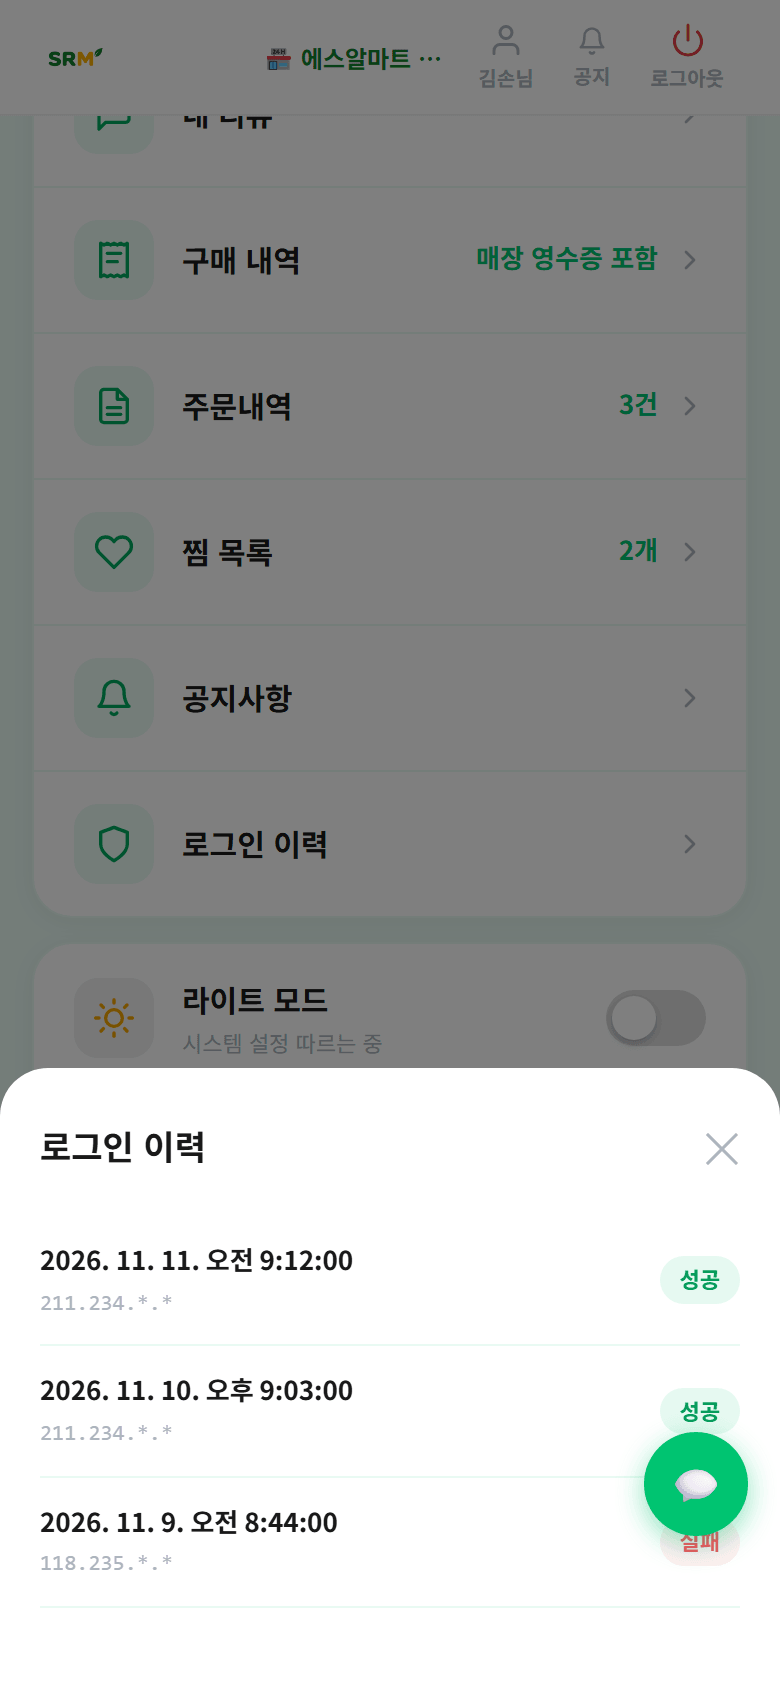 SRM
에스알마트 ···
김손님
공지
로그아웃
내 리뷰
구매 내역
매장 영수증 포함
주문내역
3건
찜 목록
2개
공지사항
로그인 이력
라이트 모드
시스템 설정 따르는 중
로그인 이력
2026. 11. 11. 오전 9:12:00
성공
211.234.*.*
2026. 11. 10. 오후 9:03:00
성공
211.234.*.*
2026. 11. 9. 오전 8:44:00
실패
118.235.*.*